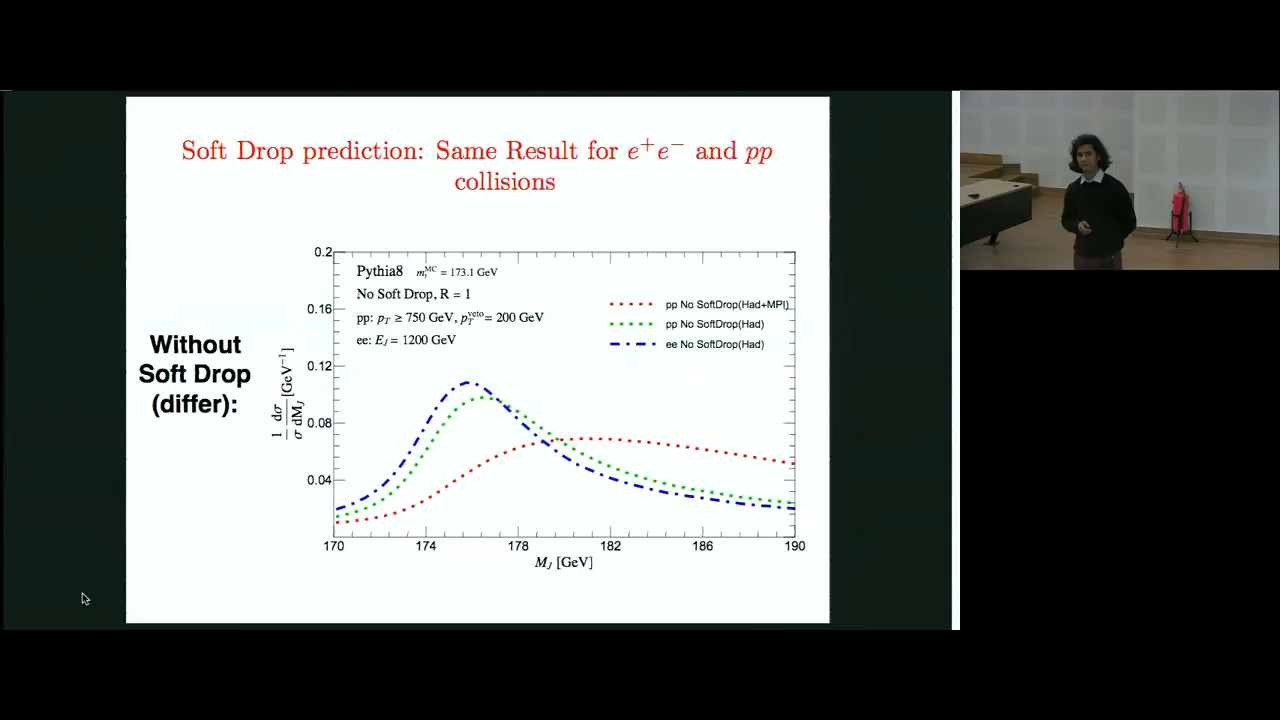 Soft Drop prediction: Same Result for e⁺e⁻ and pp
collisions
Without
Soft Drop
(differ):
Pythia8 m_t^MC = 173.1 GeV
No Soft Drop, R = 1
pp: p_T ≥ 750 GeV, p_T^veto = 200 GeV
ee: E_J = 1200 GeV
pp No SoftDrop(Had+MPI)
pp No SoftDrop(Had)
ee No SoftDrop(Had)
1/σ dσ/dM_J [GeV⁻¹]
0.2
0.16
0.12
0.08
0.04
170 174 178 182 186 190
M_J [GeV]